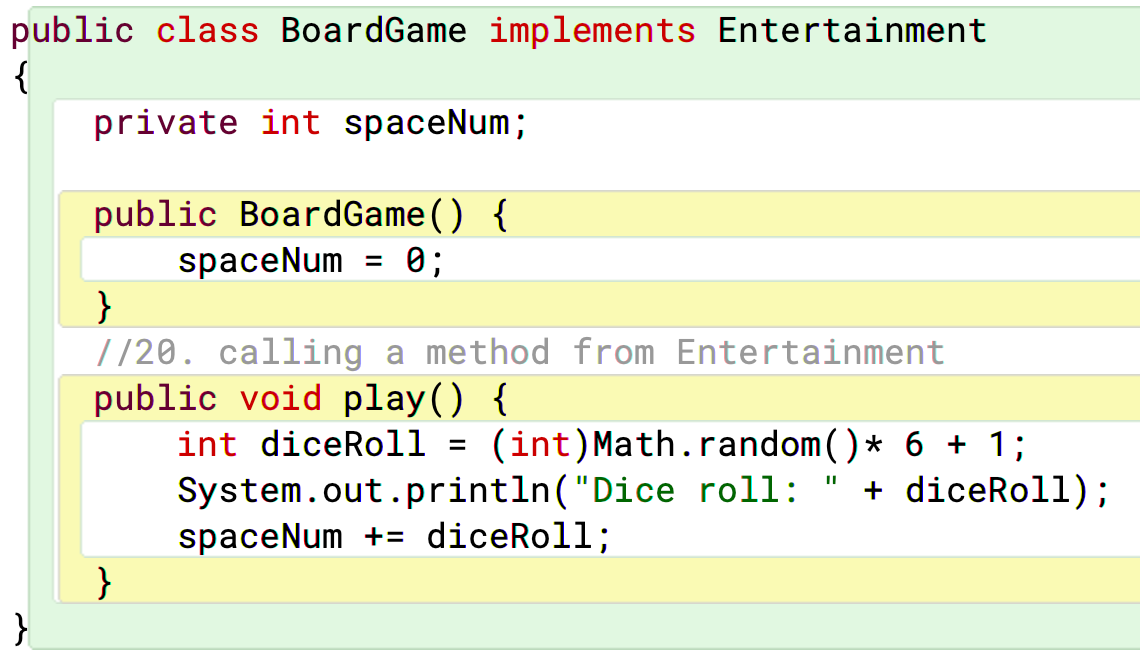 public class BoardGame implements Entertainment
{
private int spaceNum;
public BoardGame() {
spaceNum = 0;
}
//20. calling a method from Entertainment
public void play() {
int diceRoll = (int)Math.random()* 6 + 1;
System.out.println("Dice roll: " + diceRoll);
spaceNum += diceRoll;
}
}